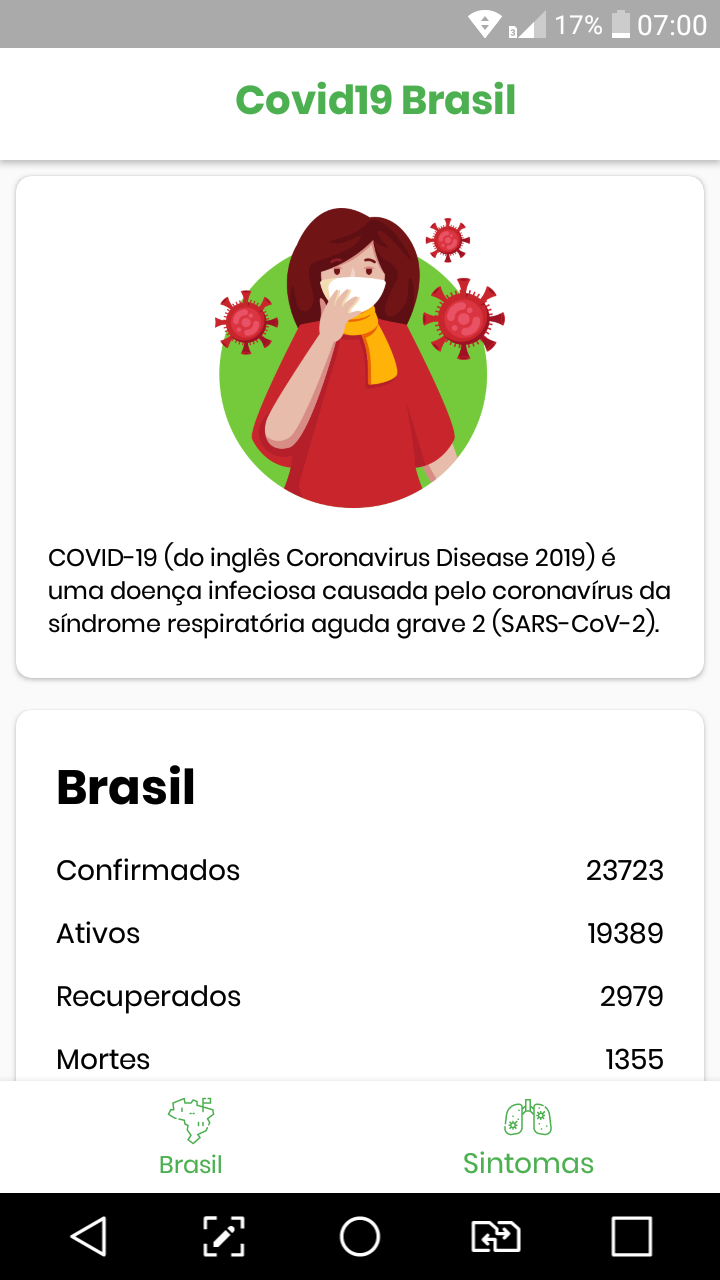 17% 07:00
Covid19 Brasil
COVID-19 (do inglês Coronavirus Disease 2019) é
uma doença infeciosa causada pelo coronavírus da
síndrome respiratória aguda grave 2 (SARS-CoV-2).
Brasil
Confirmados 23723
Ativos 19389
Recuperados 2979
Mortes 1355
Brasil Sintomas